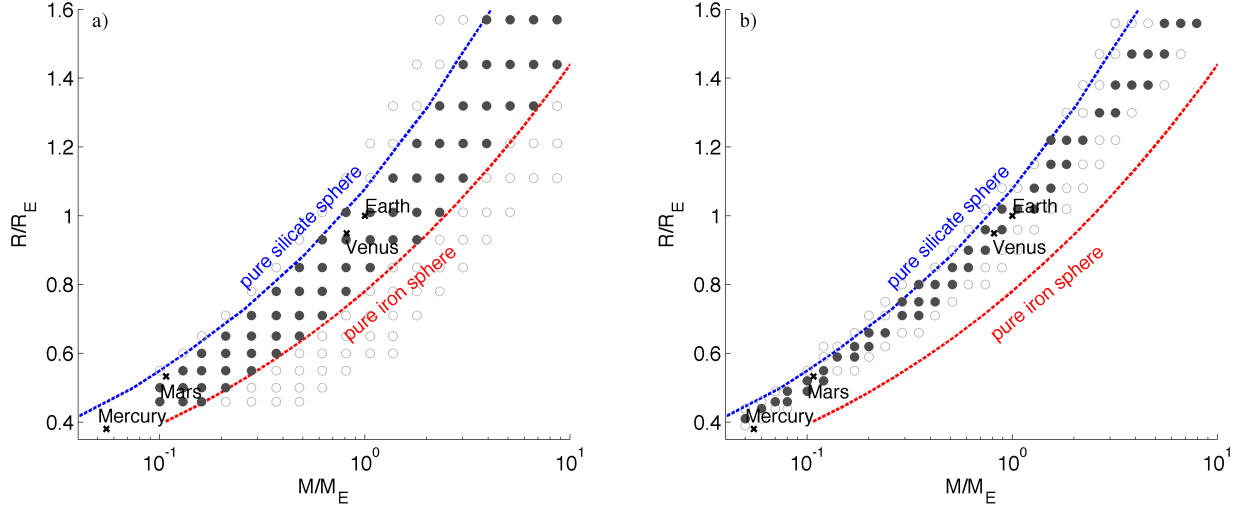 a)
R/R_E
1.6
1.4
1.2
1
0.8
0.6
0.4
pure silicate sphere
pure iron sphere
Earth
Venus
Mars
Mercury
10^-1
10^0
10^1
M/M_E
b)
R/R_E
1.6
1.4
1.2
1
0.8
0.6
0.4
pure silicate sphere
pure iron sphere
Earth
Venus
Mars
Mercury
10^-1
10^0
10^1
M/M_E